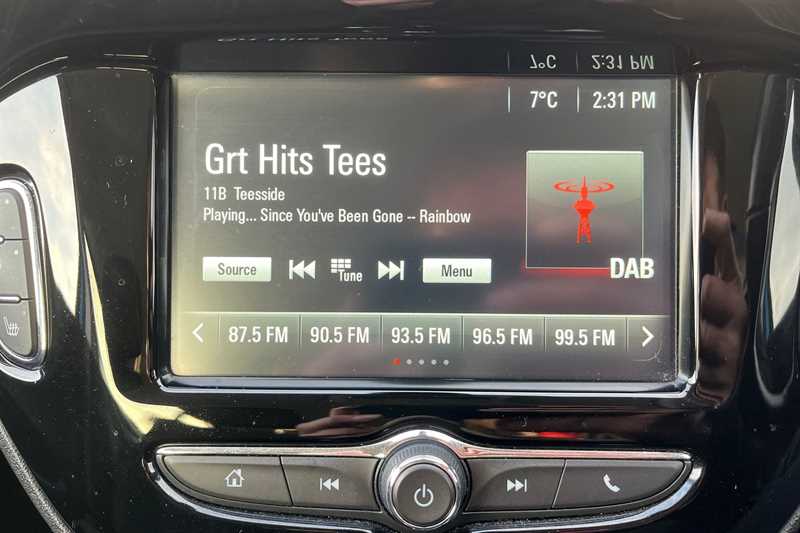 7°C 2:31 PM
Grt Hits Tees
11B Teesside
Playing... Since You've Been Gone -- Rainbow
DAB
Source Tune Menu
87.5 FM 90.5 FM 93.5 FM 96.5 FM 99.5 FM